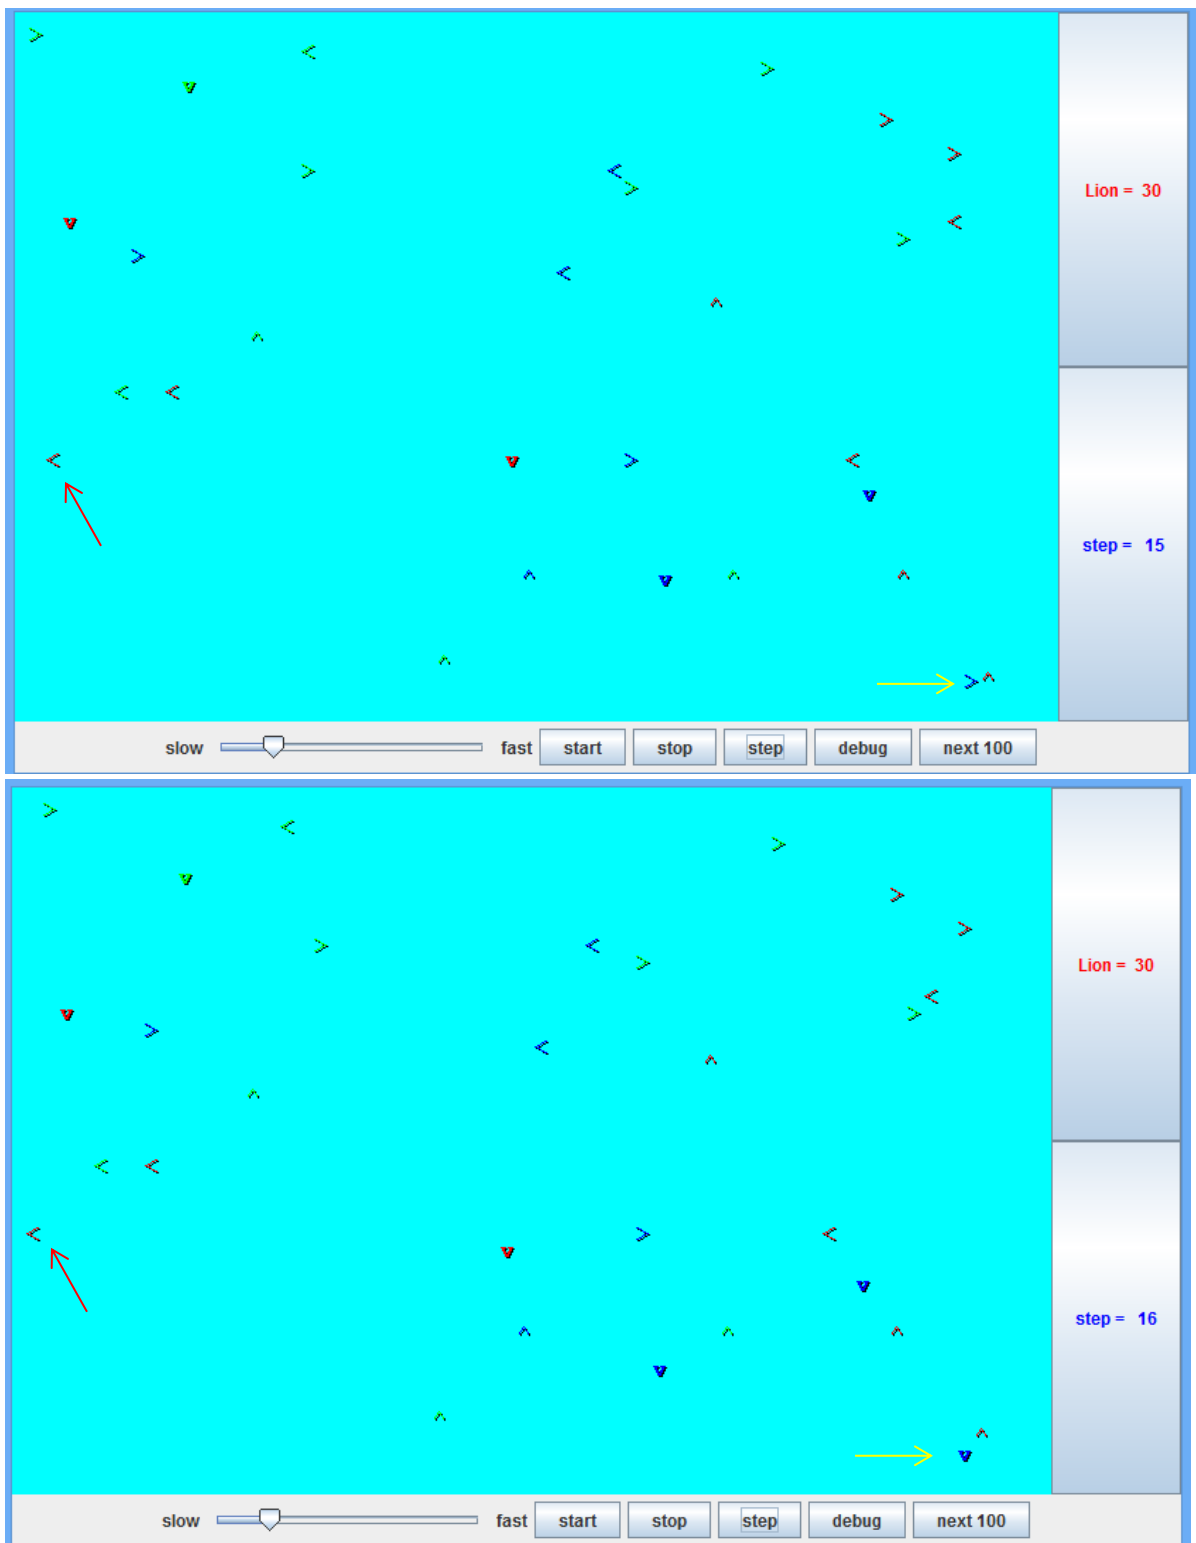 Lion = 30
step = 15
slow fast start stop step debug next 100
Lion = 30
step = 16
slow fast start stop step debug next 100